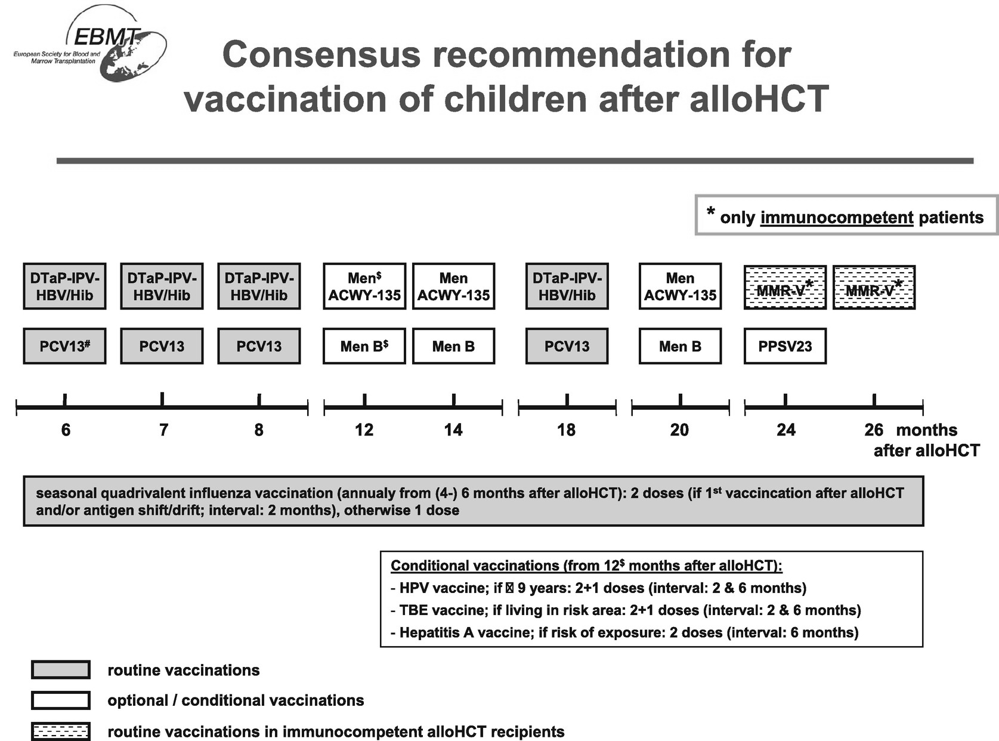 EBMT
European Society for Blood and
Marrow Transplantation
Consensus recommendation for
vaccination of children after alloHCT
* only immunocompetent patients
DTaP-IPV-
HBV/Hib
DTaP-IPV-
HBV/Hib
DTaP-IPV-
HBV/Hib
Men$
ACWY-135
Men
ACWY-135
DTaP-IPV-
HBV/Hib
Men
ACWY-135
MMR-V*
MMR-V*
PCV13#
PCV13
PCV13
Men B$
Men B
PCV13
Men B
PPSV23
6 7 8 12 14 18 20 24 26 months
after alloHCT
seasonal quadrivalent influenza vaccination (annualy from (4-) 6 months after alloHCT): 2 doses (if 1st vaccincation after alloHCT
and/or antigen shift/drift; interval: 2 months), otherwise 1 dose
Conditional vaccinations (from 12$ months after alloHCT):
- HPV vaccine; if 9 years: 2+1 doses (interval: 2 & 6 months)
- TBE vaccine; if living in risk area: 2+1 doses (interval: 2 & 6 months)
- Hepatitis A vaccine; if risk of exposure: 2 doses (interval: 6 months)
routine vaccinations
optional / conditional vaccinations
routine vaccinations in immunocompetent alloHCT recipients